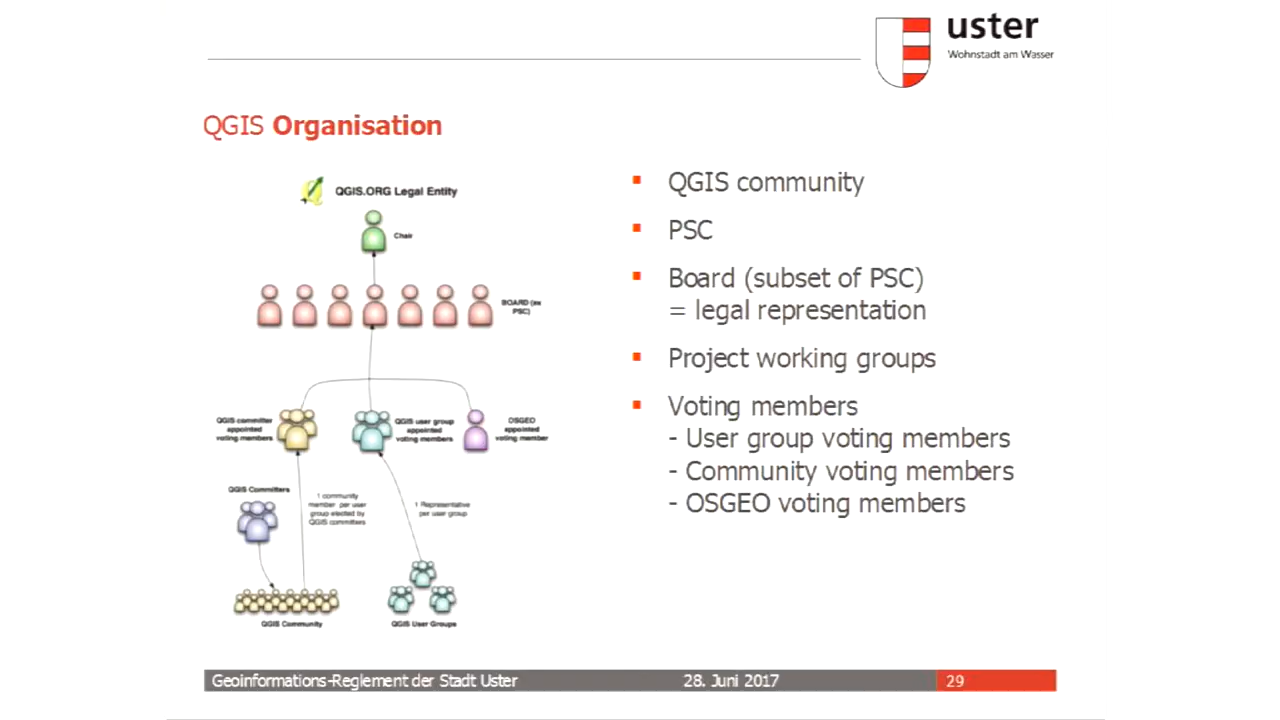 uster
Wohnstadt am Wasser
QGIS Organisation
QGIS.ORG Legal Entity
Chair
BOARD (ex
PSC)
QGIS committer
appointed
voting members
QGIS user group
appointed
voting members
OSGEO
appointed
voting member
QGIS Committers
1 community
member per user
group elected by
QGIS committees
1 Representative
per user group
QGIS Community
QGIS User Groups
QGIS community
PSC
Board (subset of PSC)
= legal representation
Project working groups
Voting members
- User group voting members
- Community voting members
- OSGEO voting members
Geoinformations-Reglement der Stadt Uster
28. Juni 2017
29